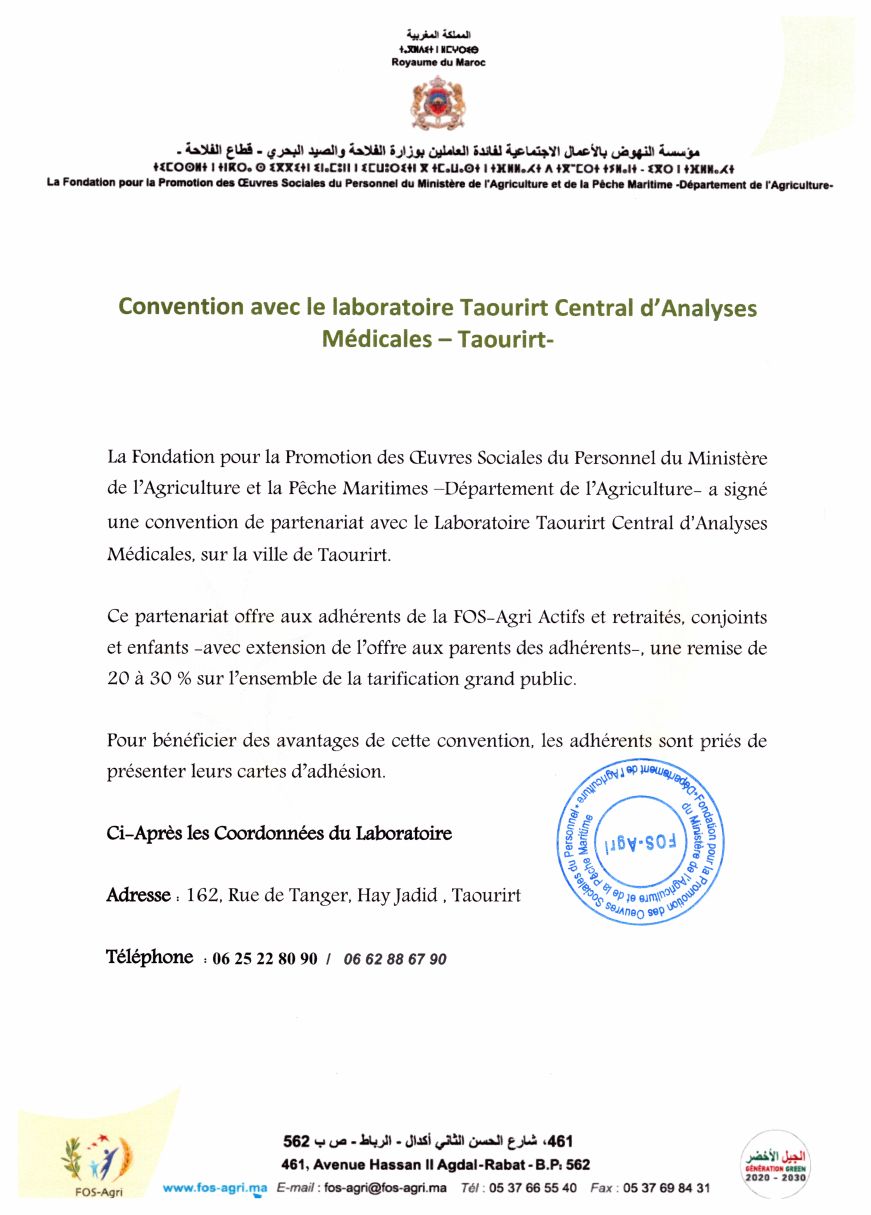 المملكة المغربية
ⵜⴰⴳⵍⴷⵉⵜ ⵏ ⵍⵎⵖⵔⵉⴱ
Royaume du Maroc
مؤسسة النهوض بالأعمال الاجتماعية لفائدة العاملين بوزارة الفلاحة والصيد البحري - قطاع الفلاحة -
La Fondation pour la Promotion des Œuvres Sociales du Personnel du Ministère de l'Agriculture et de la Pêche Maritime -Département de l'Agriculture-
Convention avec le laboratoire Taourirt Central d'Analyses
Médicales – Taourirt-
La Fondation pour la Promotion des Œuvres Sociales du Personnel du Ministère
de l'Agriculture et la Pêche Maritimes –Département de l'Agriculture- a signé
une convention de partenariat avec le Laboratoire Taourirt Central d'Analyses
Médicales, sur la ville de Taourirt.
Ce partenariat offre aux adhérents de la FOS-Agri Actifs et retraités, conjoints
et enfants -avec extension de l'offre aux parents des adhérents-, une remise de
20 à 30 % sur l'ensemble de la tarification grand public.
Pour bénéficier des avantages de cette convention, les adhérents sont priés de
présenter leurs cartes d'adhésion.
Fondation pour la Promotion des Oeuvres Sociales du Personnel • Département de l'Agriculture •
du Ministère de l'Agriculture et de la Pêche Maritime
FOS-Agri
Ci-Après les Coordonnées du Laboratoire
Adresse : 162, Rue de Tanger, Hay Jadid , Taourirt
Téléphone : 06 25 22 80 90 / 06 62 88 67 90
461، شارع الحسن الثاني أكدال - الرباط - ص ب 562
461, Avenue Hassan II Agdal-Rabat - B.P: 562
www.fos-agri.ma E-mail : fos-agri@fos-agri.ma Tél : 05 37 66 55 40 Fax : 05 37 69 84 31
FOS-Agri
الجيل الأخضر
GÉNÉRATION GREEN
2020 - 2030